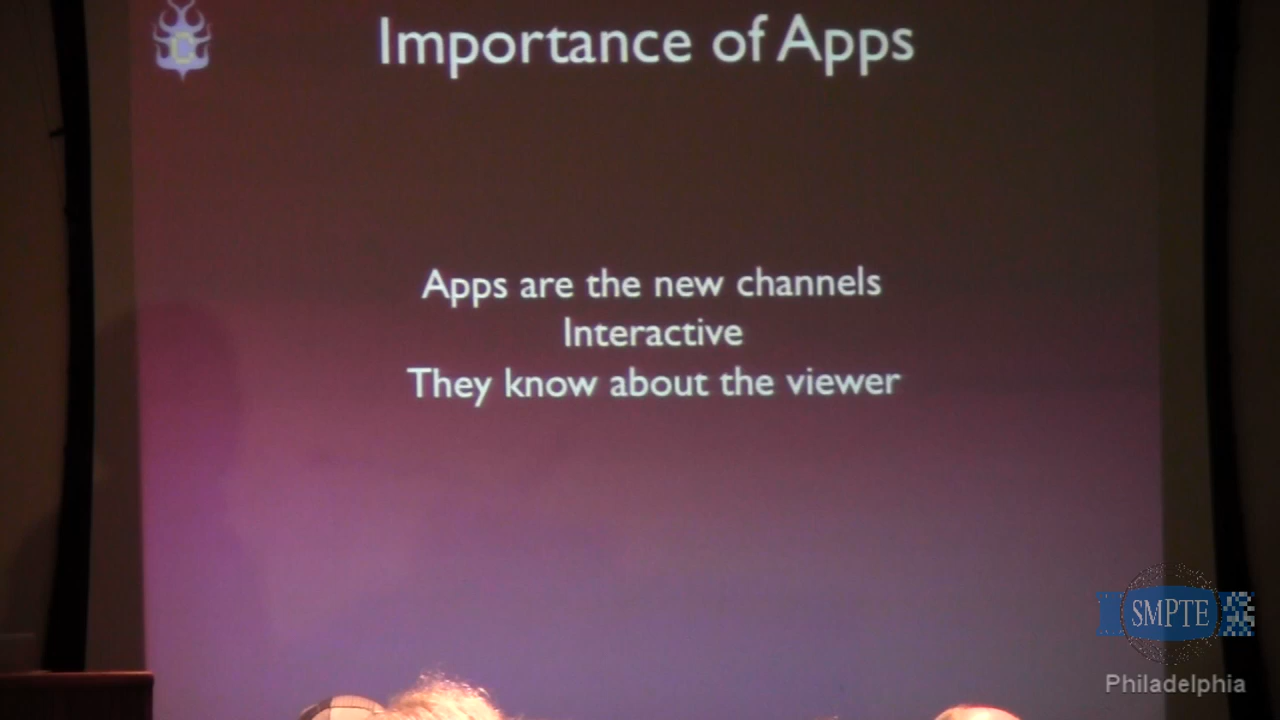 Importance of Apps
Apps are the new channels
Interactive
They know about the viewer
SMPTE
Philadelphia